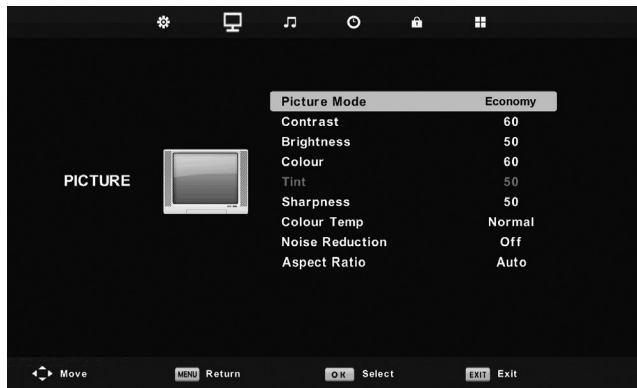 Picture Mode Economy
Contrast 60
Brightness 50
Colour 60
PICTURE
Tint 50
Sharpness 50
Colour Temp Normal
Noise Reduction Off
Aspect Ratio Auto
Move MENU Return OK Select EXIT Exit